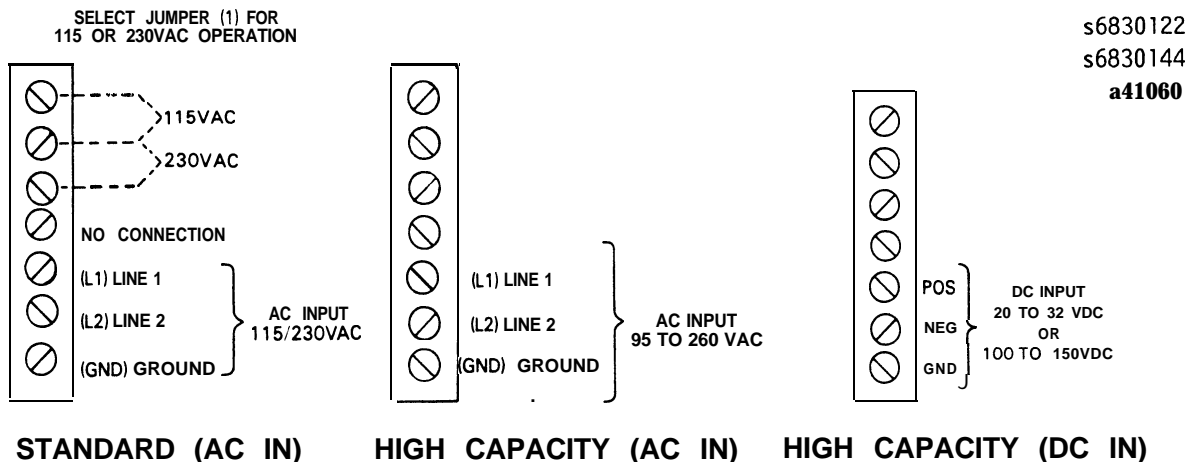 SELECT JUMPER (1) FOR
115 OR 230VAC OPERATION
115VAC
230VAC
NO CONNECTION
(L1) LINE 1
(L2) LINE 2
(GND) GROUND
AC INPUT
115/230VAC
STANDARD (AC IN)
(L1) LINE 1
(L2) LINE 2
(GND) GROUND
AC INPUT
95 TO 260 VAC
HIGH CAPACITY (AC IN)
s6830122
s6830144
a41060
POS
NEG
GND
DC INPUT
20 TO 32 VDC
OR
100 TO 150VDC
HIGH CAPACITY (DC IN)